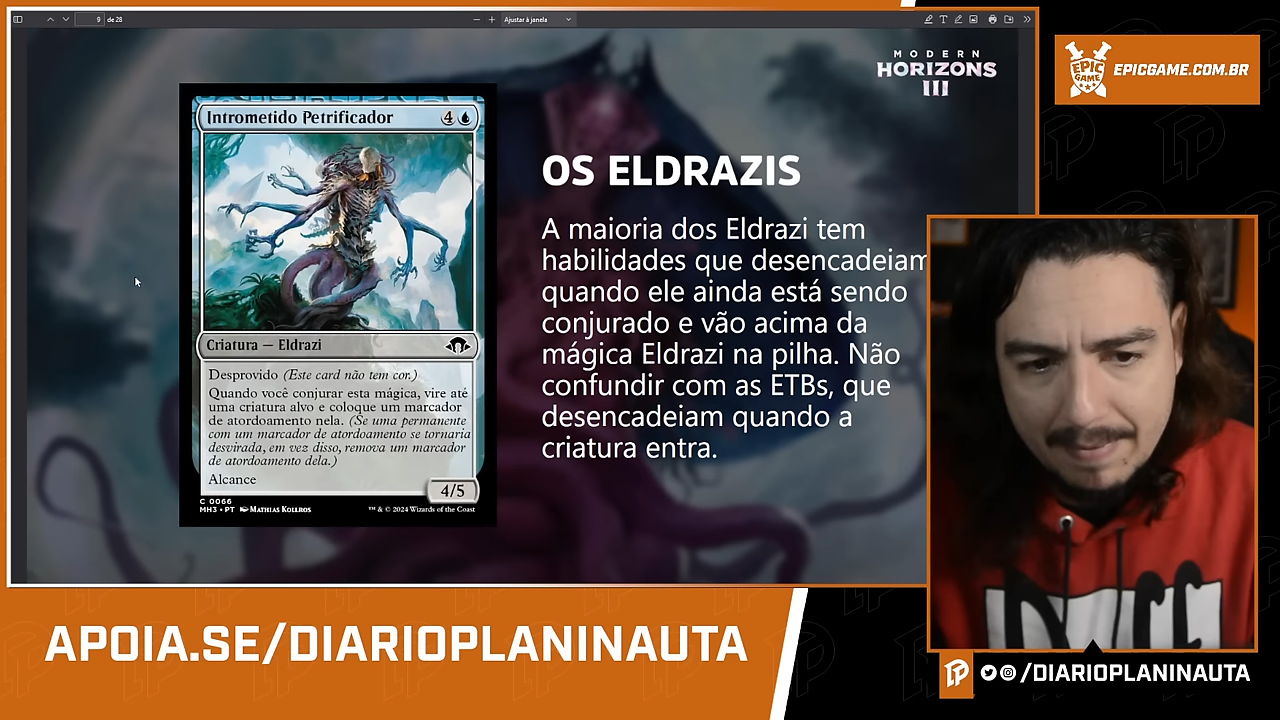 9 de 28
Ajustar à janela
MODERN
HORIZONS
III
EPIC
GAME
EPICGAME.COM.BR
Intrometido Petrificador 4
Criatura — Eldrazi
Desprovido (Este card não tem cor.)
Quando você conjurar esta mágica, vire até
uma criatura alvo e coloque um marcador
de atordoamento nela. (Se uma permanente
com um marcador de atordoamento se tornaria
desvirada, em vez disso, remova um marcador
de atordoamento dela.)
Alcance
4/5
C 0066
MH3 • PT Mathias Kollros
™ & © 2024 Wizards of the Coast
OS ELDRAZIS
A maioria dos Eldrazi tem
habilidades que desencadeiam
quando ele ainda está sendo
conjurado e vão acima da
mágica Eldrazi na pilha. Não
confundir com as ETBs, que
desencadeiam quando a
criatura entra.
APOIA.SE/DIARIOPLANINAUTA
/DIARIOPLANINAUTA